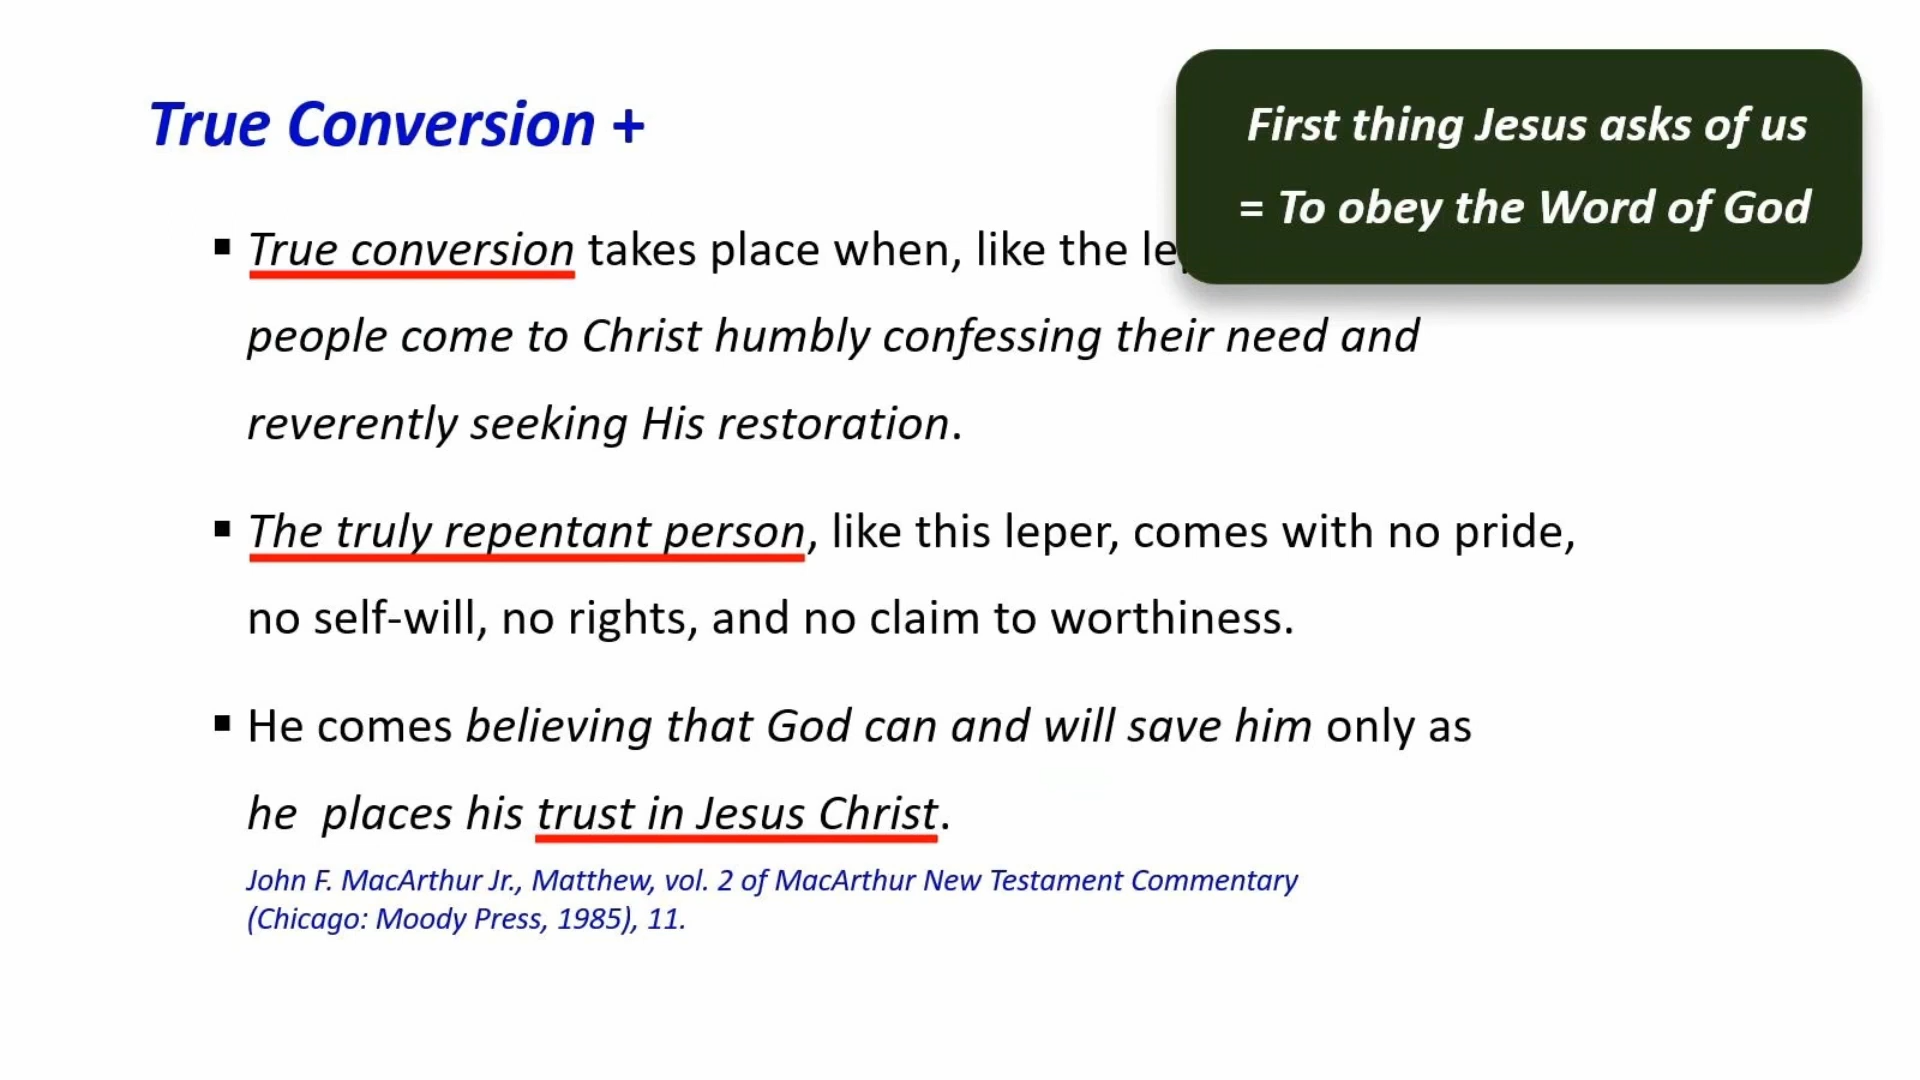 True Conversion +
First thing Jesus asks of us
= To obey the Word of God
▪ True conversion takes place when, like the
people come to Christ humbly confessing their need and
reverently seeking His restoration.
▪ The truly repentant person, like this leper, comes with no pride,
no self-will, no rights, and no claim to worthiness.
▪ He comes believing that God can and will save him only as
he places his trust in Jesus Christ.
John F. MacArthur Jr., Matthew, vol. 2 of MacArthur New Testament Commentary
(Chicago: Moody Press, 1985), 11.